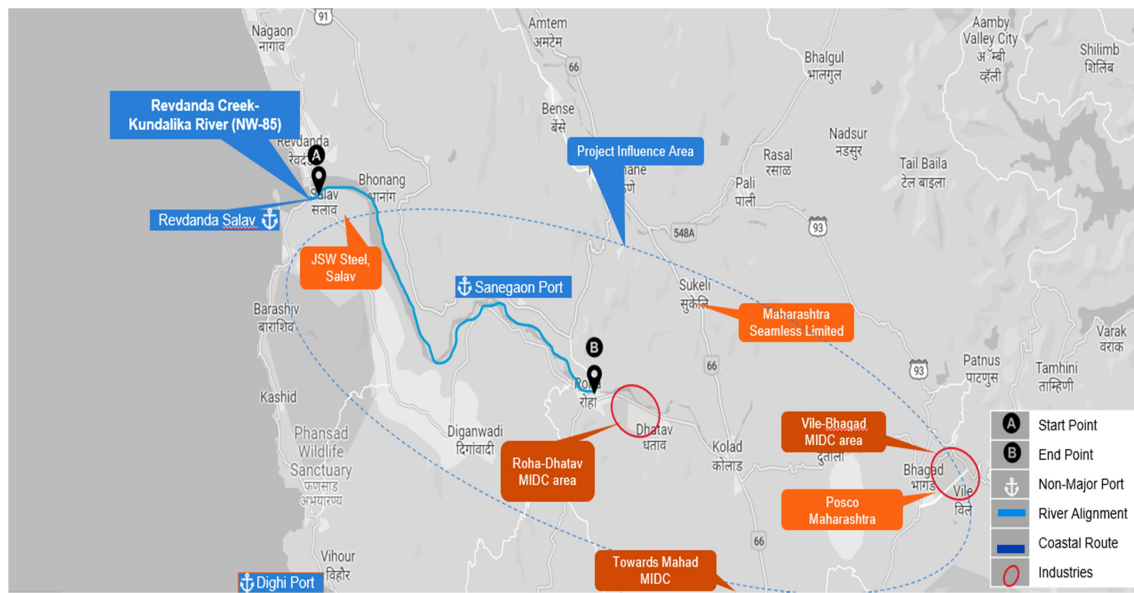 91
Nagaon
नागाव
Amtem
अमटेम
66
Aamby
Valley City
अॅम्बी
व्हॅली
Shilimb
शिलिंब
Bhalgul
भालगुल
Revdanda Creek-
Kundalika River (NW-85)
Bense
बेंसे
Nadsur
नडसुर
Revdanda
A
Project Influence Area
Rasal
रसाळ
Tail Baila
टेल बाइला
Bhonang
भोनांग
Pali
पाली
Salav
सलाव
Revdanda Salav
548A
93
JSW Steel,
Salav
Sanegaon Port
Sukeli
सुकेलि
Barashiv
बाराशिव
Maharashtra
Seamless Limited
Varak
वराक
B
Patnus
पाटणुस
Tamhini
ताम्हिणी
66
93
Kashid
Roha
रोहा
Phansad
Wildlife
Sanctuary
फणसाड
अभयारण्य
Diganwadi
दिगांवादी
Dhatav
धताव
Kolad
कोलाड
Vile-Bhagad
MIDC area
Roha-Dhatav
MIDC area
Bhagad
भागड
Vile
विले
Posco
Maharashtra
66
Vihour
विहौर
Dighi Port
Towards Mahad
MIDC
A Start Point
B End Point
Non-Major Port
River Alignment
Coastal Route
Industries